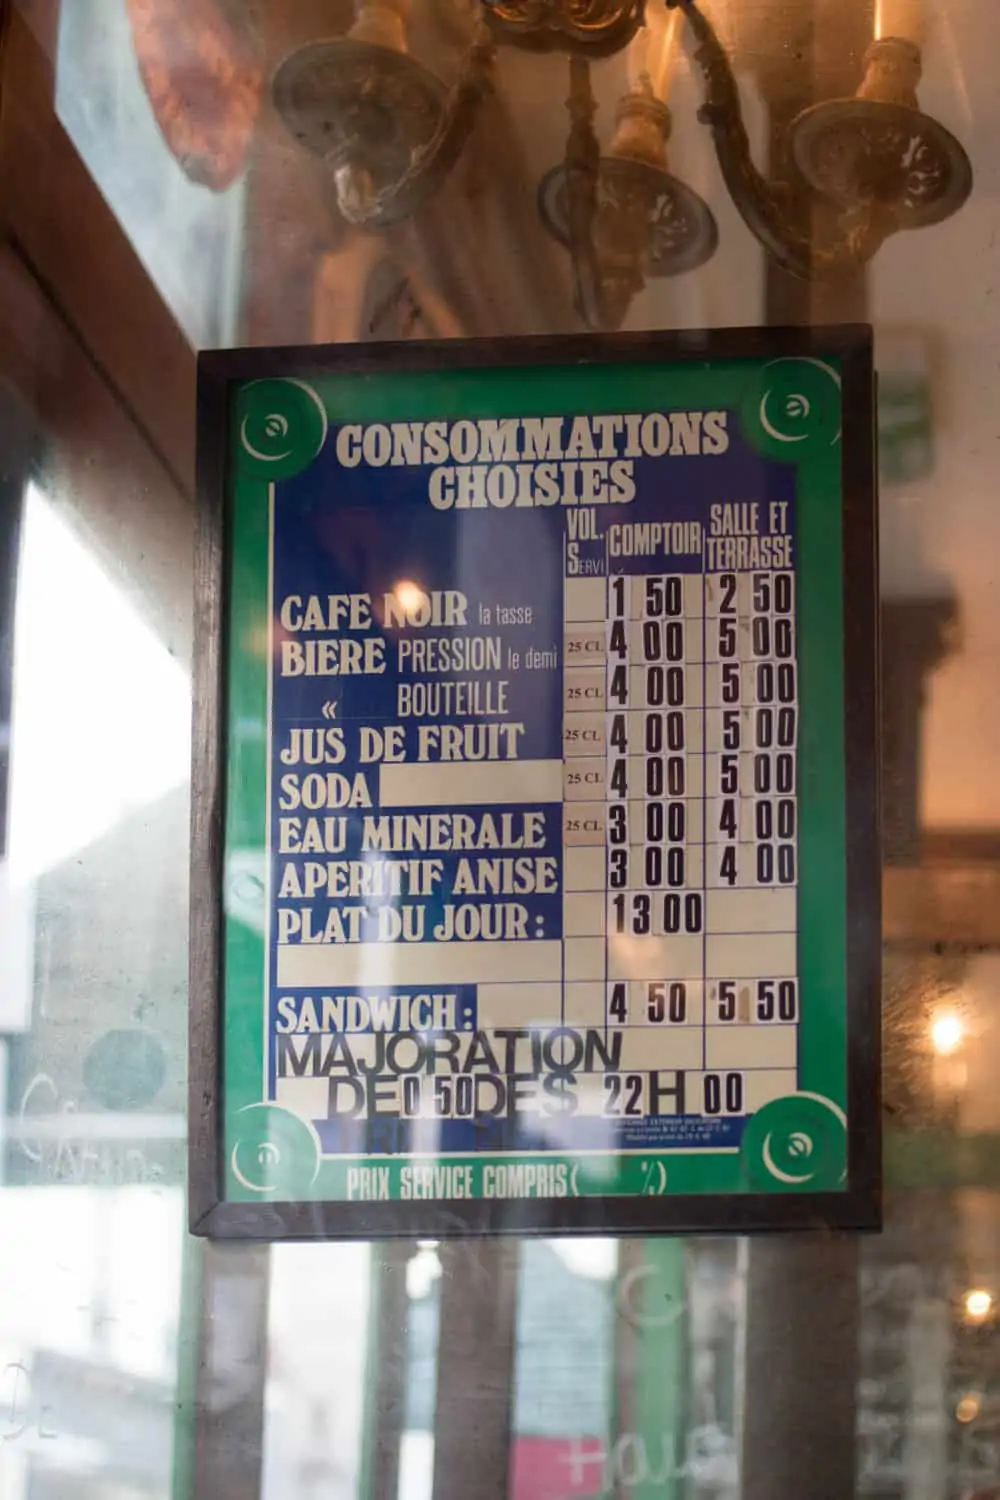 CONSOMMATIONS
CHOISIES
VOL. SERVI COMPTOIR SALLE ET TERRASSE
CAFE NOIR la tasse 1 50 2 50
BIERE PRESSION le demi 25 CL 4 00 5 00
« BOUTEILLE 25 CL 4 00 5 00
JUS DE FRUIT 25 CL 4 00 5 00
SODA 25 CL 4 00 5 00
EAU MINERALE 25 CL 3 00 4 00
APERITIF ANISE 3 00 4 00
PLAT DU JOUR : 13 00
SANDWICH : 4 50 5 50
MAJORATION
DE 0 50 DES 22 H 00
PRIX SERVICE COMPRIS ( %)